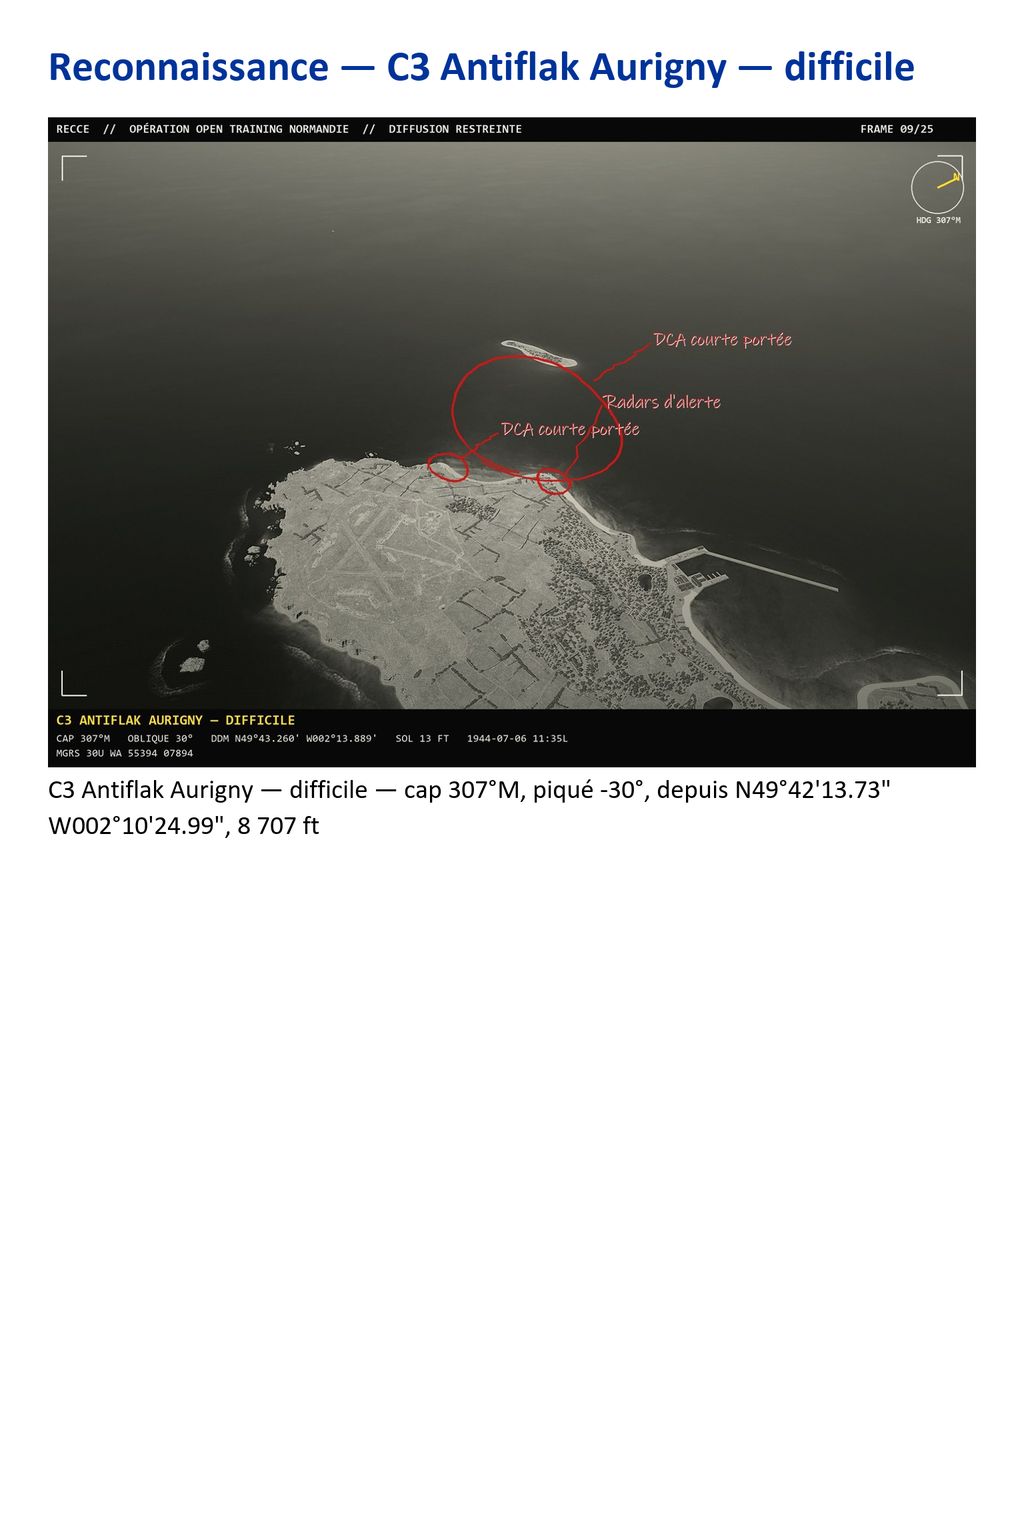 Reconnaissance — C3 Antiflak Aurigny — difficile
RECCE // OPÉRATION OPEN TRAINING NORMANDIE // DIFFUSION RESTREINTE FRAME 09/25
N
HDG 307°M
DCA courte portée
Radars d'alerte
DCA courte portée
C3 ANTIFLAK AURIGNY — DIFFICILE
CAP 307°M OBLIQUE 30° DDM N49°43.260' W002°13.889' SOL 13 FT 1944-07-06 11:35L
MGRS 30U WA 55394 07894
C3 Antiflak Aurigny — difficile — cap 307°M, piqué -30°, depuis N49°42'13.73"
W002°10'24.99", 8 707 ft